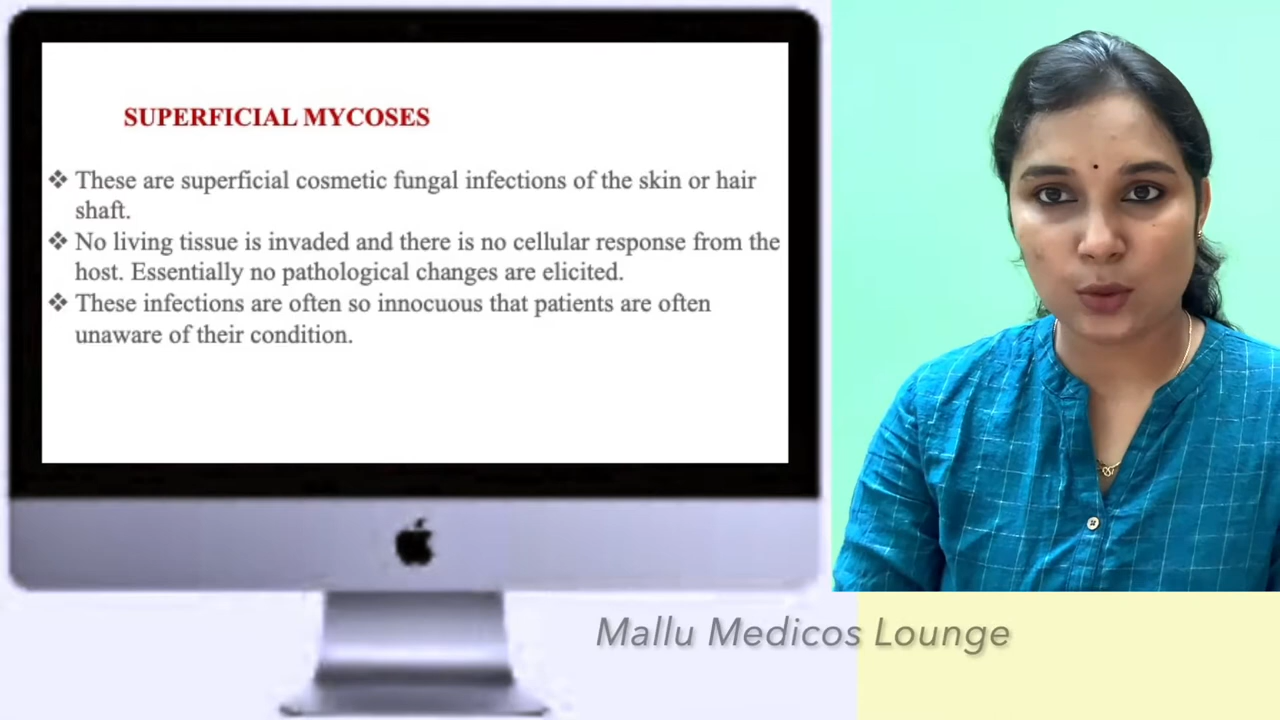 SUPERFICIAL MYCOSES
❖ These are superficial cosmetic fungal infections of the skin or hair
shaft.
❖ No living tissue is invaded and there is no cellular response from the
host. Essentially no pathological changes are elicited.
❖ These infections are often so innocuous that patients are often
unaware of their condition.
Mallu Medicos Lounge